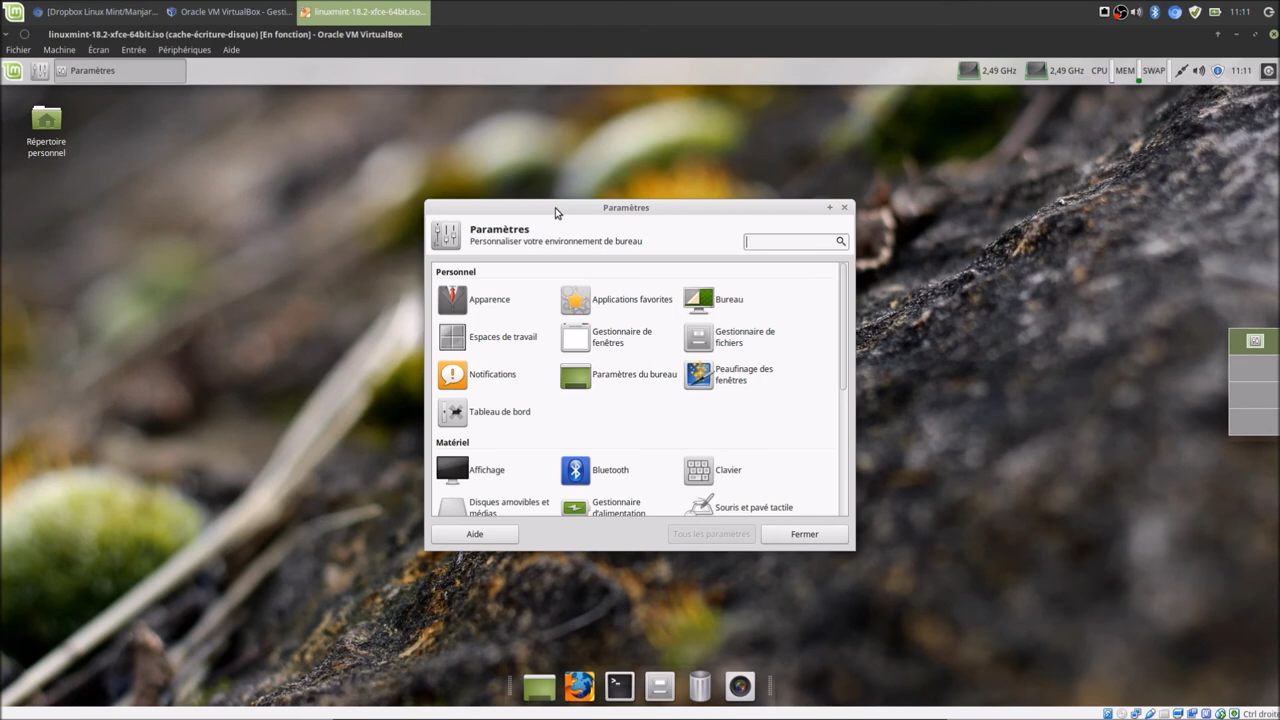 [Dropbox Linux Mint/Manjar...
Oracle VM VirtualBox - Gesti...
linuxmint-18.2-xfce-64bit.iso...
11:11
linuxmint-18.2-xfce-64bit.iso (cache-écriture-disque) [En fonction] - Oracle VM VirtualBox
Fichier Machine Écran Entrée Périphériques Aide
Paramètres
2,49 GHz 2,49 GHz CPU MEM SWAP 11:11
Répertoire
personnel
Paramètres
Paramètres
Personnaliser votre environnement de bureau
Personnel
Apparence
Applications favorites
Bureau
Espaces de travail
Gestionnaire de
fenêtres
Gestionnaire de
fichiers
Notifications
Paramètres du bureau
Peaufinage des
fenêtres
Tableau de bord
Matériel
Affichage
Bluetooth
Clavier
Disques amovibles et
médias
Gestionnaire
d'alimentation
Souris et pavé tactile
Aide
Tous les paramètres
Fermer
Ctrl droite